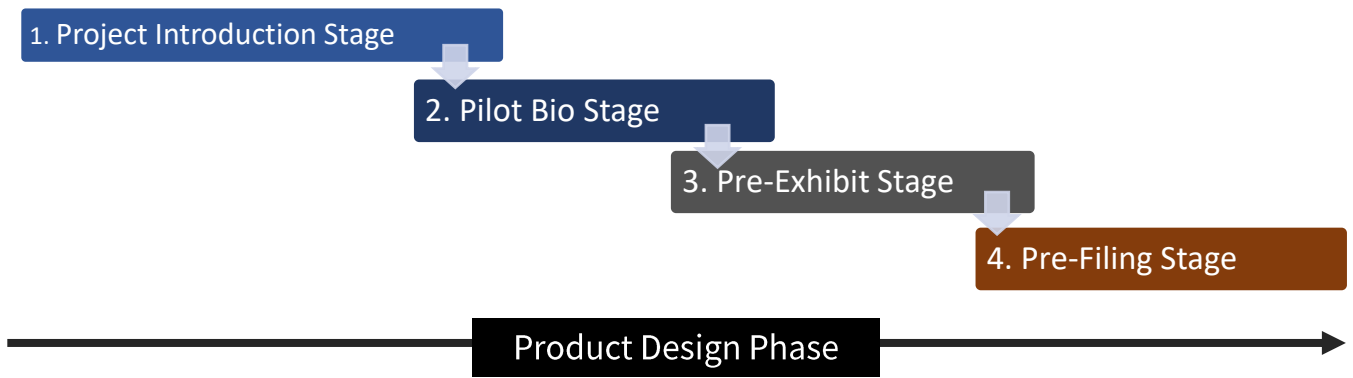 1. Project Introduction Stage
2. Pilot Bio Stage
3. Pre-Exhibit Stage
4. Pre-Filing Stage
Product Design Phase